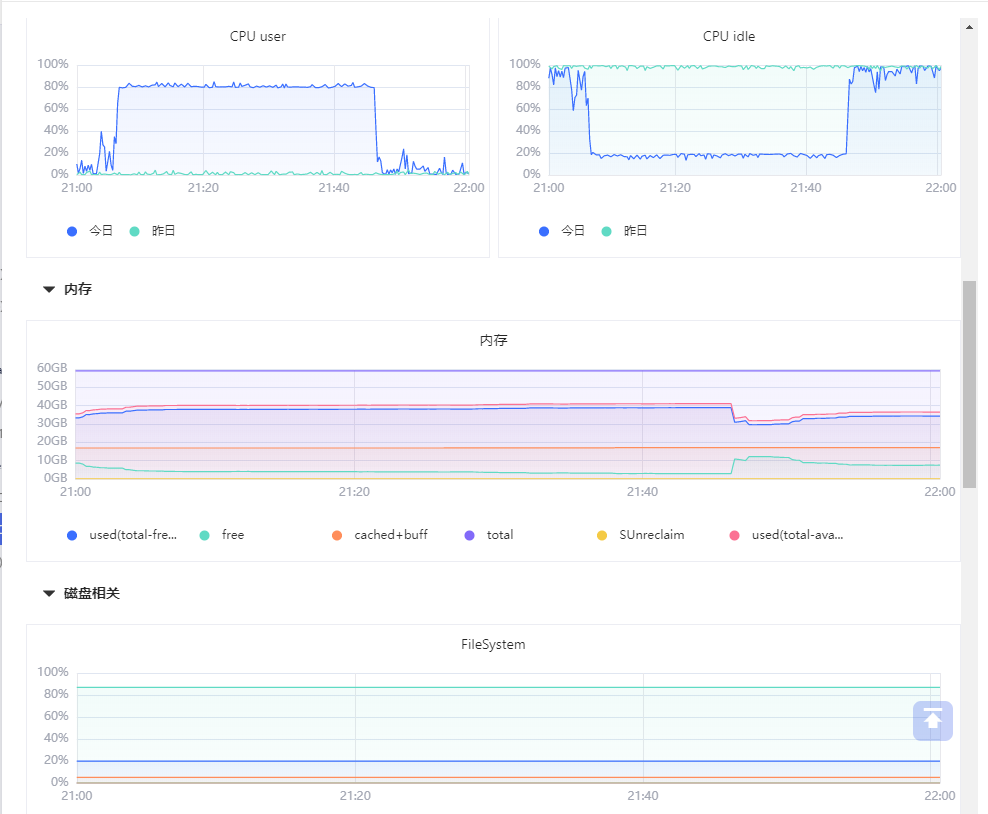 CPU user
CPU idle
100%
80%
60%
40%
20%
0%
21:00 21:20 21:40 22:00
今日 昨日
100%
80%
60%
40%
20%
0%
21:00 21:20 21:40 22:00
今日 昨日
内存
内存
60GB
50GB
40GB
30GB
20GB
10GB
0GB
21:00 21:20 21:40 22:00
used(total-fre... free cached+buff total SUnreclaim used(total-ava...
磁盘相关
FileSystem
100%
80%
60%
40%
20%
0%
21:00 21:20 21:40 22:00